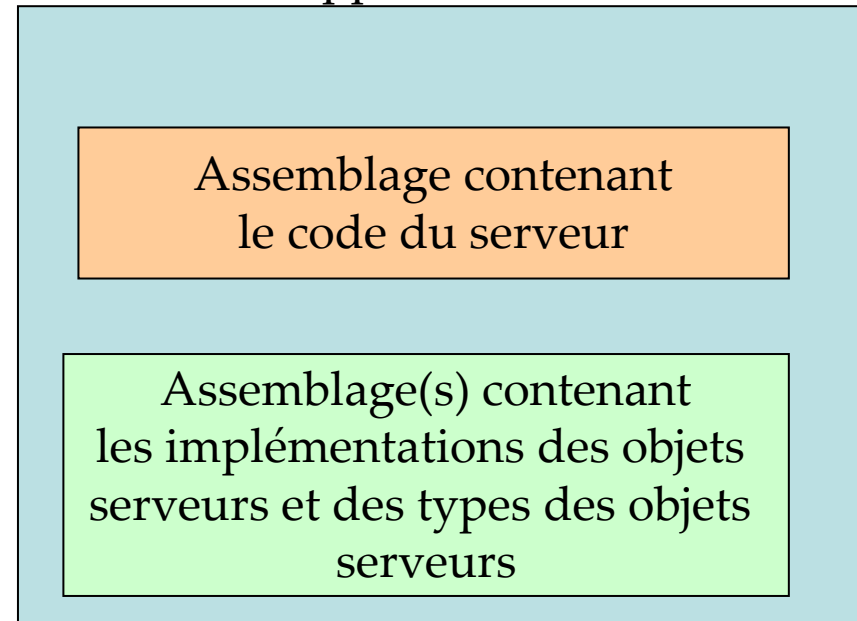 Assemblage contenant
le code du serveur
Assemblage(s) contenant
les implémentations des objets
serveurs et des types des objets
serveurs